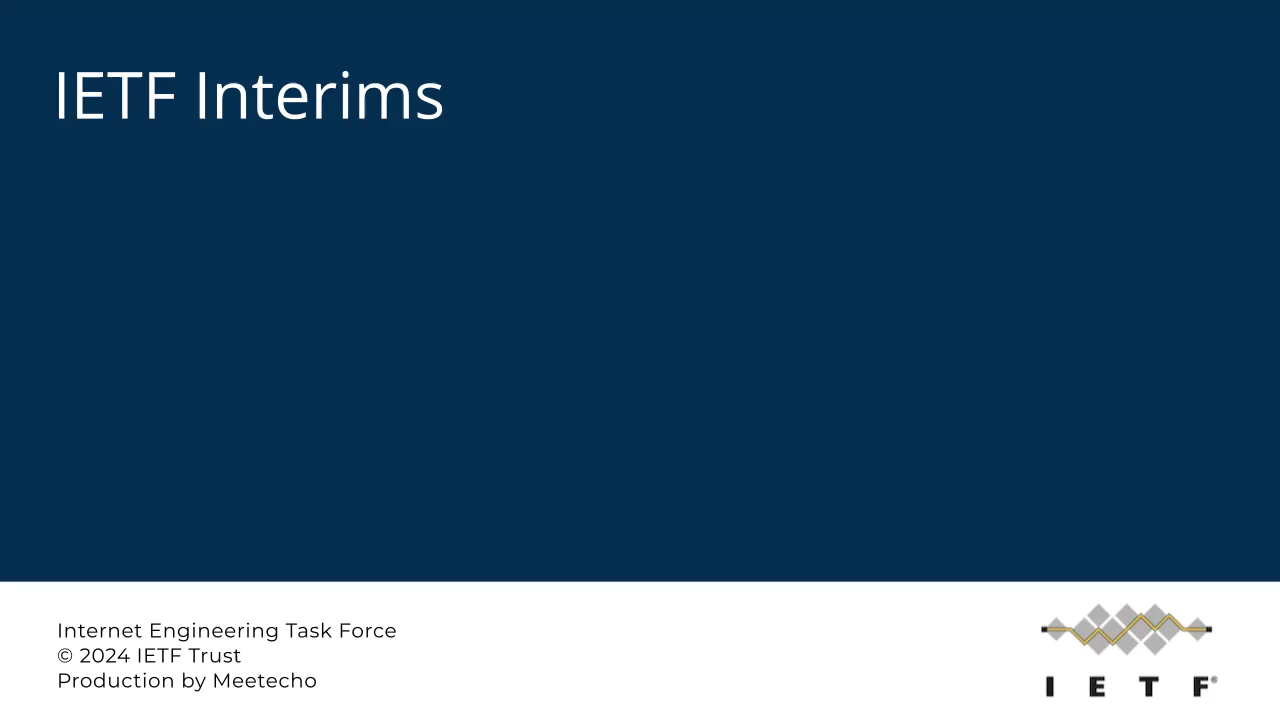 IETF Interims
Internet Engineering Task Force
© 2024 IETF Trust
Production by Meetecho
I E T F®